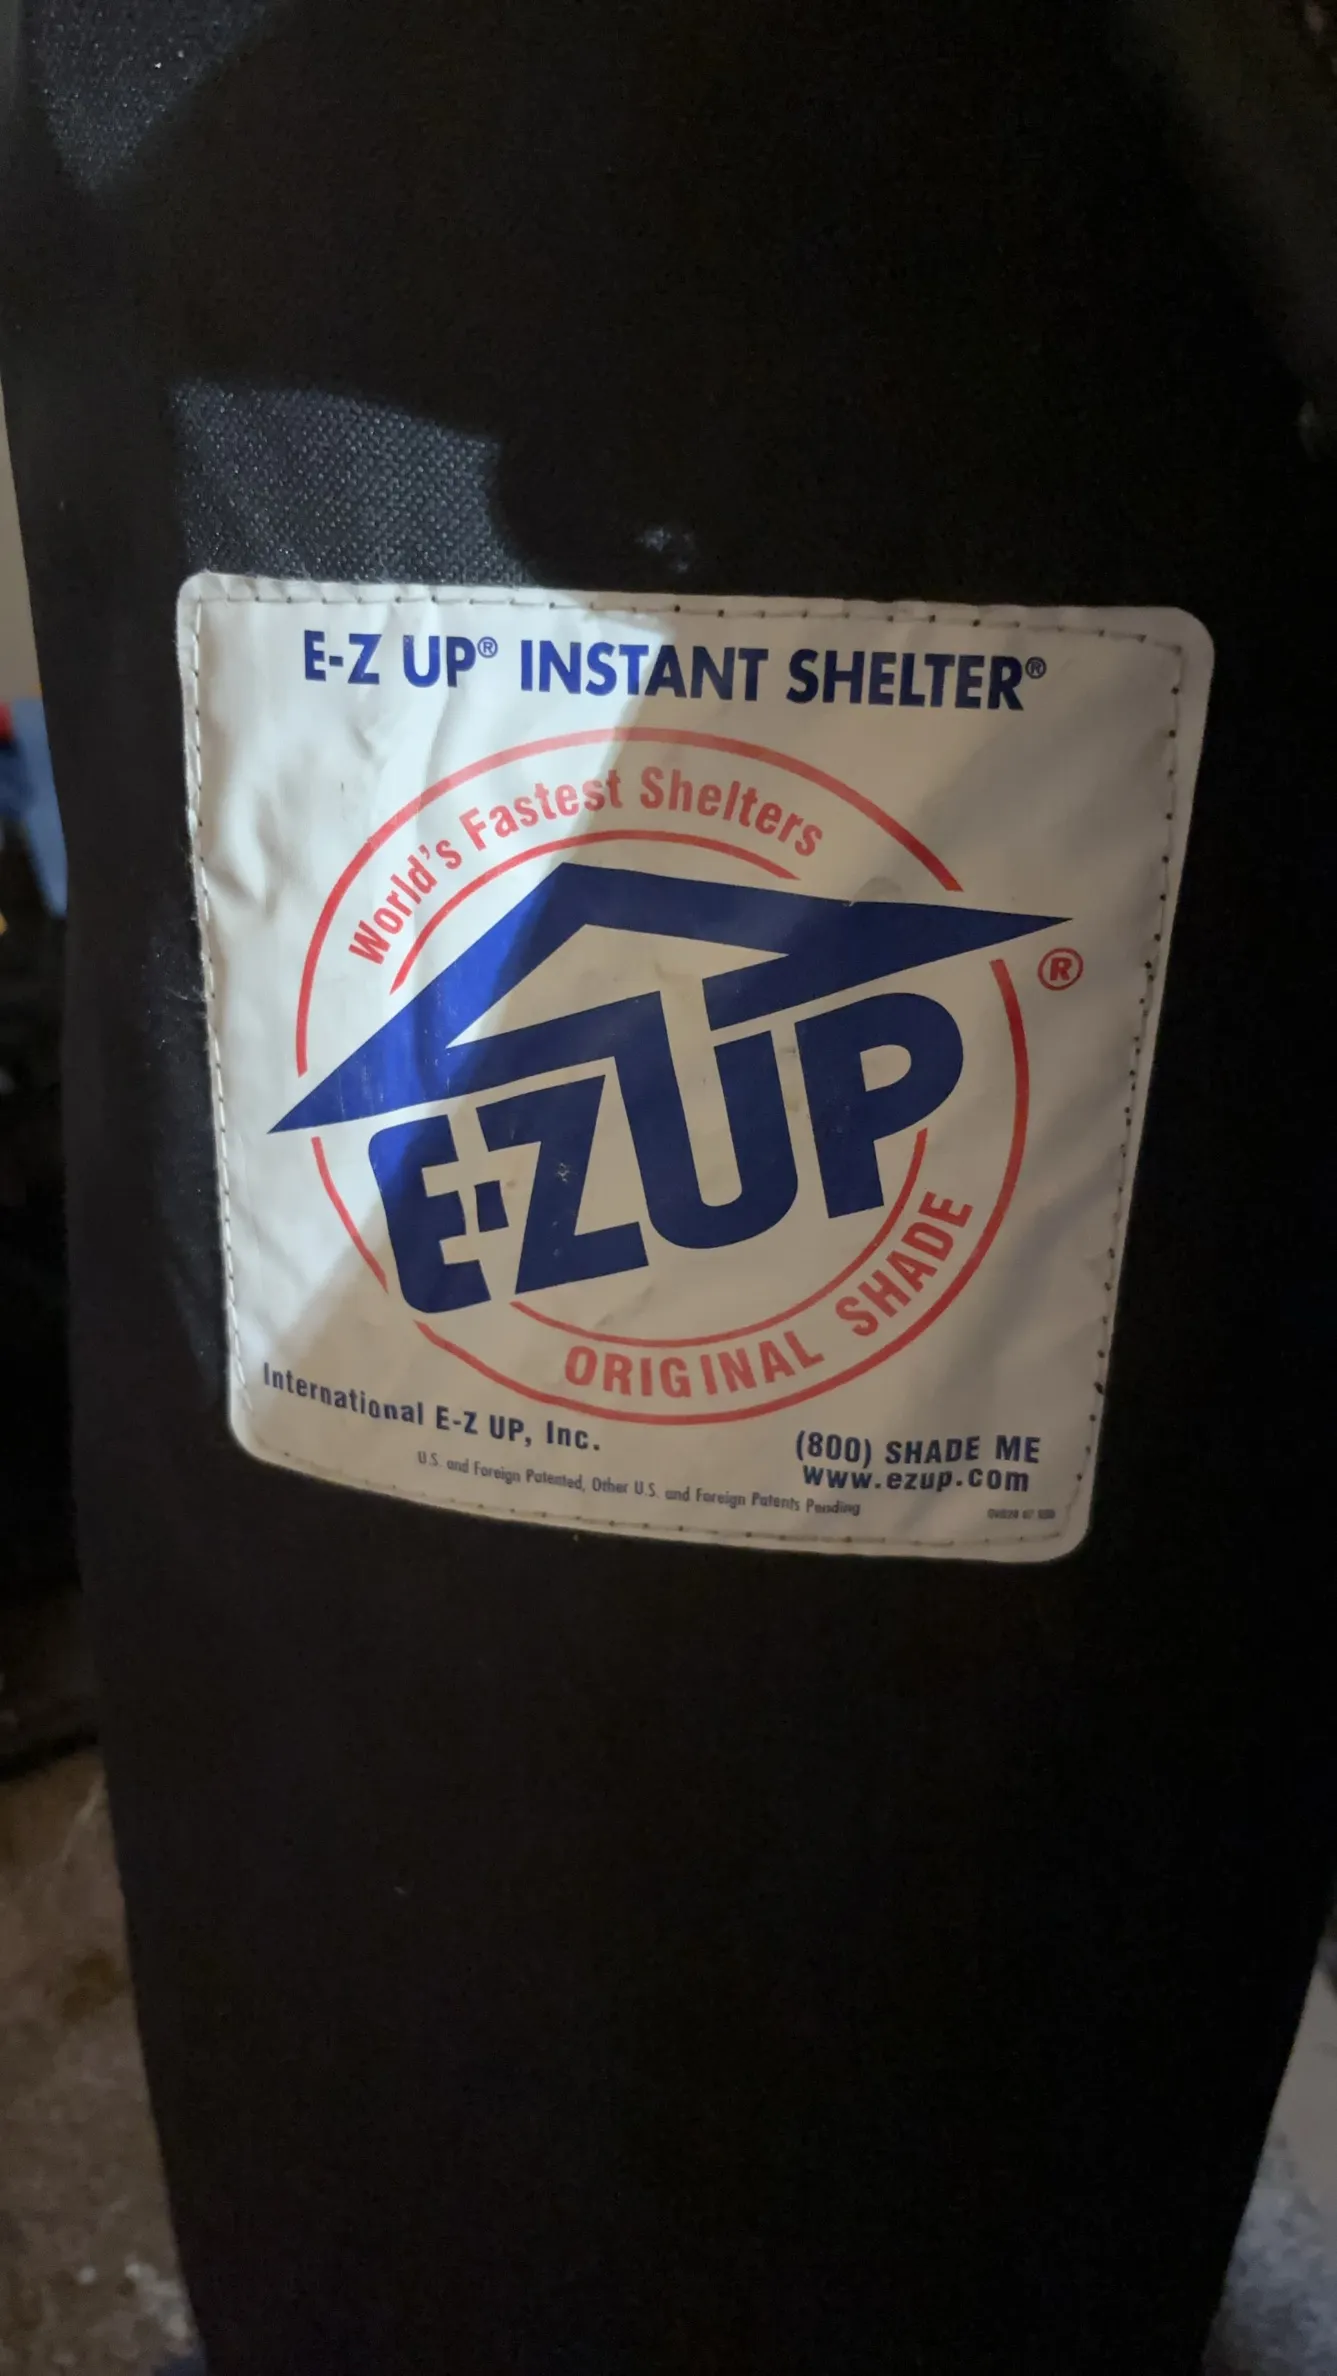 E-Z UP® INSTANT SHELTER®
World's Fastest Shelters
E-Z UP
®
ORIGINAL SHADE
International E-Z UP, Inc.
(800) SHADE ME
www.ezup.com
U.S. and Foreign Patented, Other U.S. and Foreign Patents Pending